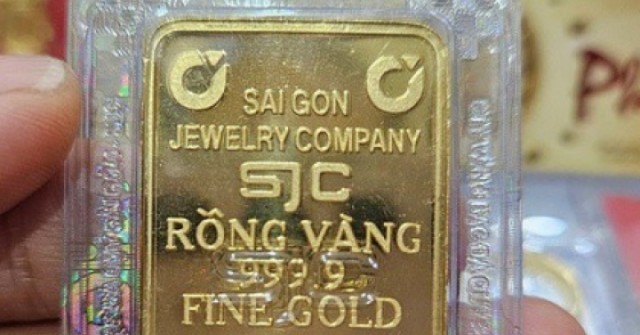 SAI GON
JEWELRY COMPANY
SJC
RỒNG VÀNG
999.9
FINE GOLD